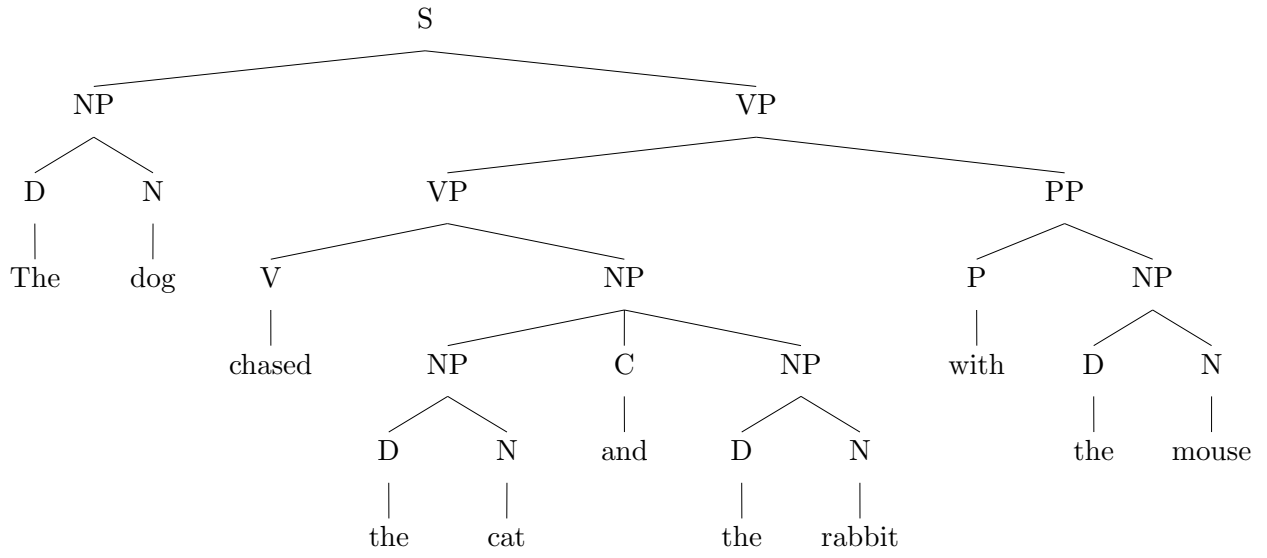 S
NP VP
D N VP PP
The dog V NP P NP
chased NP C NP with D N
D N and D N the mouse
the cat the rabbit